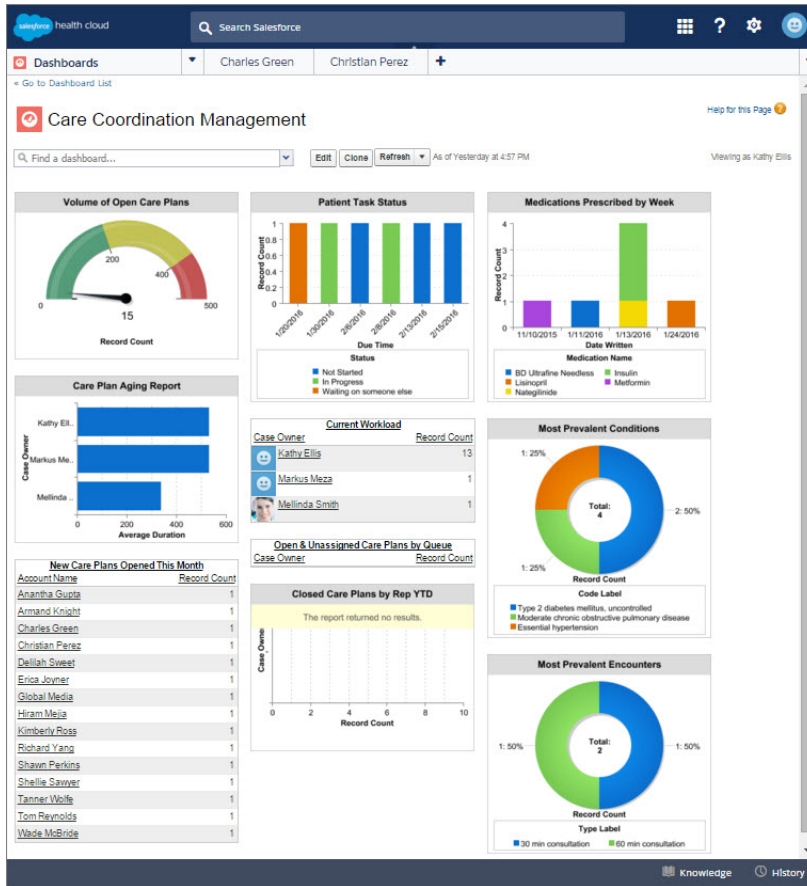 salesforce health cloud
Search Salesforce
?
Dashboards
Charles Green
Christian Perez
+
« Go to Dashboard List
Care Coordination Management
Help for this Page
Find a dashboard...
Edit
Clone
Refresh
As of Yesterday at 4:57 PM
Viewing as Kathy Ellis
Volume of Open Care Plans
0
200
400
500
15
Record Count
Patient Task Status
Record Count
1
0.8
0.6
0.4
0.2
0
1/20/2016
1/30/2016
2/6/2016
2/8/2016
2/13/2016
2/15/2016
Due Time
Status
Not Started
In Progress
Waiting on someone else
Medications Prescribed by Week
Record Count
4
3
2
1
0
11/10/2015
1/11/2016
1/13/2016
1/24/2016
Date Written
Medication Name
BD Ultrafine Needless
Insulin
Lisinopril
Metformin
Nateglinide
Care Plan Aging Report
Case Owner
Kathy Ell..
Markus Me...
Mellinda ..
0
200
400
600
Average Duration
Current Workload
Case Owner Record Count
Kathy Ellis 13
Markus Meza 1
Mellinda Smith 1
Open & Unassigned Care Plans by Queue
Case Owner Record Count
Most Prevalent Conditions
1: 25%
1: 25%
2: 50%
Total:
4
Record Count
Code Label
Type 2 diabetes mellitus, uncontrolled
Moderate chronic obstructive pulmonary disease
Essential hypertension
New Care Plans Opened This Month
Account Name Record Count
Anantha Gupta 1
Armand Knight 1
Charles Green 1
Christian Perez 1
Delilah Sweet 1
Erica Joyner 1
Global Media 1
Hiram Mejia 1
Kimberly Ross 1
Richard Yang 1
Shawn Perkins 1
Shellie Sawyer 1
Tanner Wolfe 1
Tom Reynolds 1
Wade McBride 1
Closed Care Plans by Rep YTD
The report returned no results.
Case Owner
-
0
2
4
6
8
10
Record Count
Most Prevalent Encounters
1: 50%
Total:
2
1: 50%
Record Count
Type Label
30 min consultation
60 min consultation
Knowledge
History